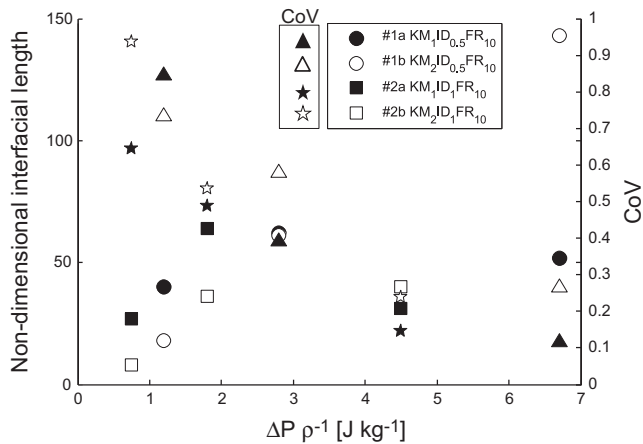 CoV
#1a KM₁ID₀.₅FR₁₀
#1b KM₂ID₀.₅FR₁₀
#2a KM₁ID₁FR₁₀
#2b KM₂ID₁FR₁₀
Non-dimensional interfacial length
150
100
50
0
1
0.9
0.8
0.7
0.6
0.5
0.4
0.3
0.2
0.1
0
CoV
0 1 2 3 4 5 6 7
ΔP ρ⁻¹ [J kg⁻¹]